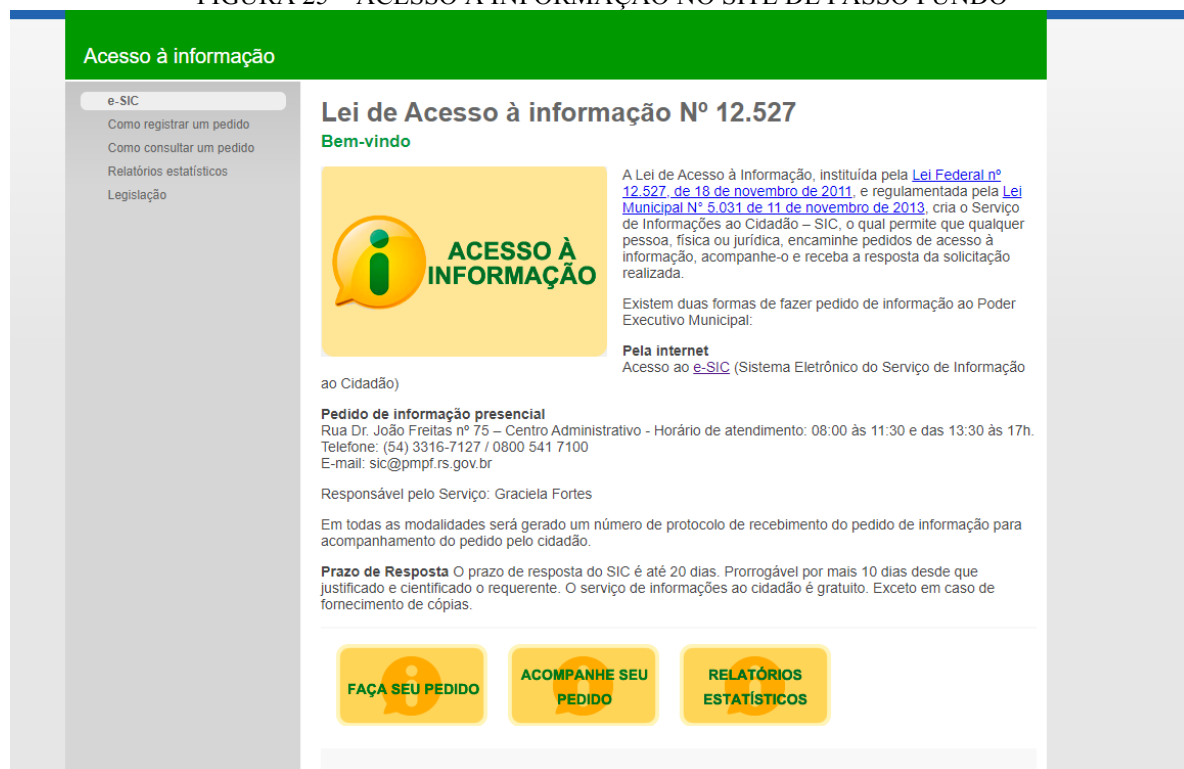 FIGURA 25 – ACESSO À INFORMAÇÃO NO SITE DE PASSO FUNDO
Acesso à informação
e-SIC
Como registrar um pedido
Como consultar um pedido
Relatórios estatísticos
Legislação
Lei de Acesso à informação Nº 12.527
Bem-vindo
ACESSO À
INFORMAÇÃO
A Lei de Acesso à Informação, instituída pela Lei Federal nº
12.527, de 18 de novembro de 2011, e regulamentada pela Lei
Municipal N° 5.031 de 11 de novembro de 2013, cria o Serviço
de Informações ao Cidadão – SIC, o qual permite que qualquer
pessoa, física ou jurídica, encaminhe pedidos de acesso à
informação, acompanhe-o e receba a resposta da solicitação
realizada.
Existem duas formas de fazer pedido de informação ao Poder
Executivo Municipal:
Pela internet
Acesso ao e-SIC (Sistema Eletrônico do Serviço de Informação
ao Cidadão)
Pedido de informação presencial
Rua Dr. João Freitas nº 75 – Centro Administrativo - Horário de atendimento: 08:00 às 11:30 e das 13:30 às 17h.
Telefone: (54) 3316-7127 / 0800 541 7100
E-mail: sic@pmpf.rs.gov.br
Responsável pelo Serviço: Graciela Fortes
Em todas as modalidades será gerado um número de protocolo de recebimento do pedido de informação para
acompanhamento do pedido pelo cidadão.
Prazo de Resposta O prazo de resposta do SIC é até 20 dias. Prorrogável por mais 10 dias desde que
justificado e cientificado o requerente. O serviço de informações ao cidadão é gratuito. Exceto em caso de
fornecimento de cópias.
FAÇA SEU PEDIDO
ACOMPANHE SEU
PEDIDO
RELATÓRIOS
ESTATÍSTICOS